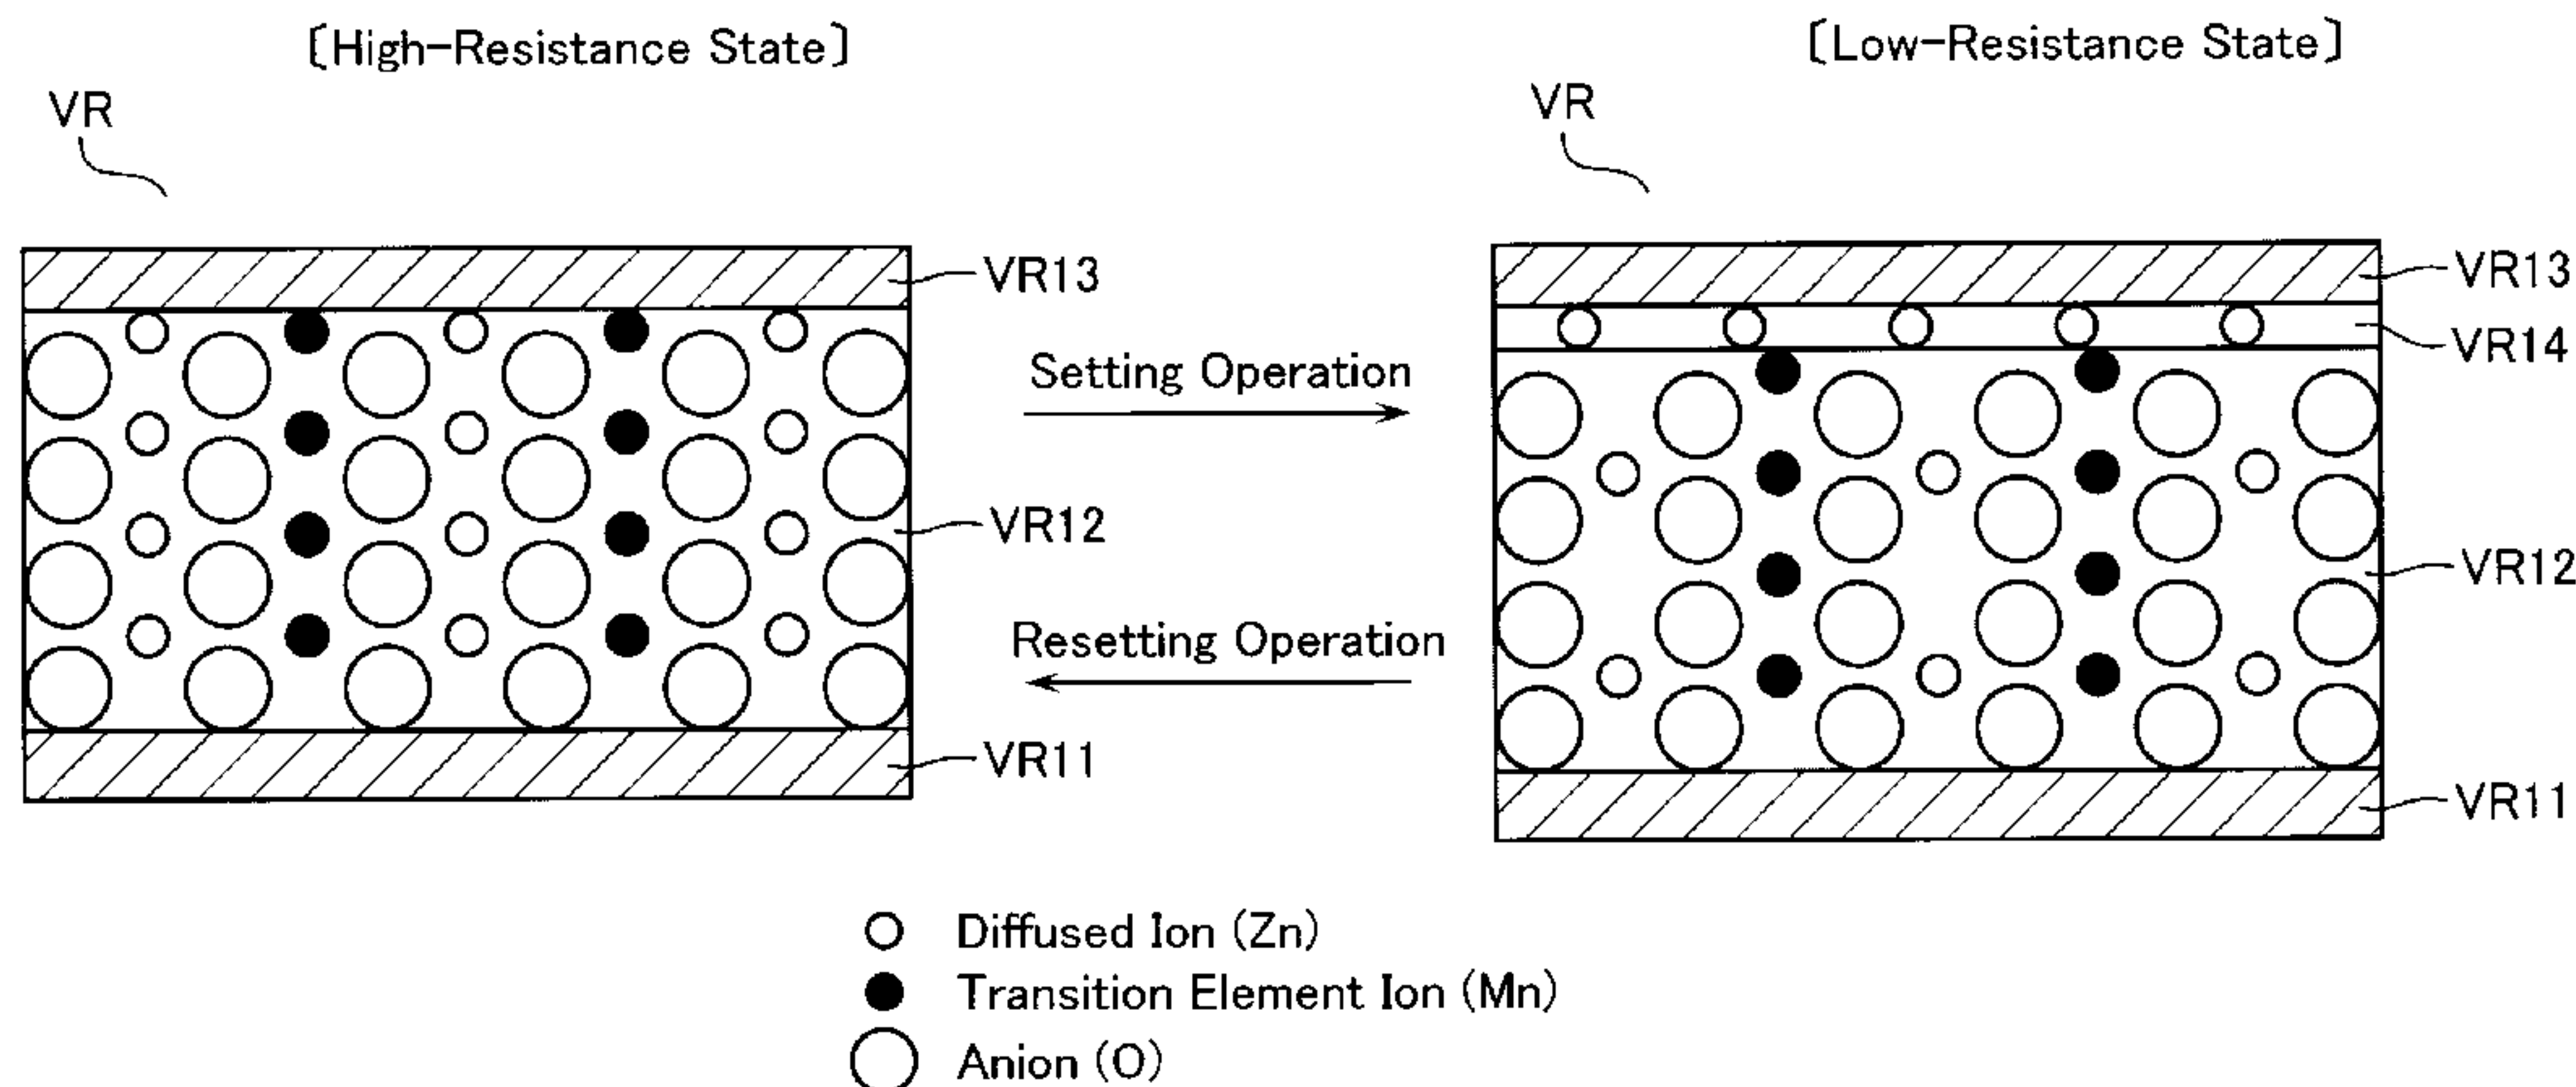 〔High-Resistance State〕
〔Low-Resistance State〕
VR
VR
VR13
VR13
VR14
Setting Operation
VR12
VR12
Resetting Operation
VR11
VR11
Diffused Ion (Zn)
Transition Element Ion (Mn)
Anion (O)